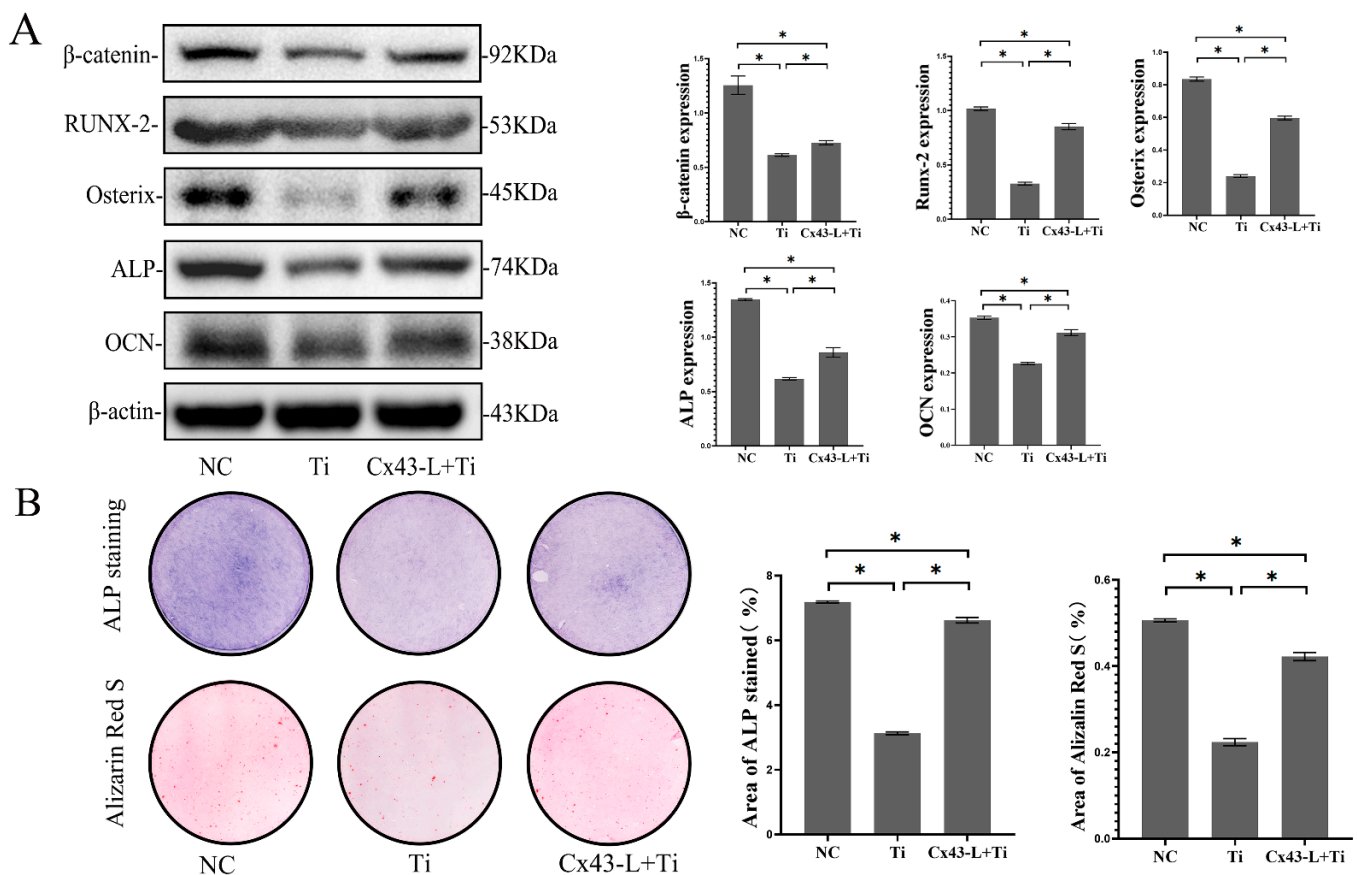 A
β-catenin-
-92KDa
RUNX-2-
-53KDa
Osterix-
-45KDa
ALP-
-74KDa
OCN-
-38KDa
β-actin-
-43KDa
NC Ti Cx43-L+Ti
β-catenin expression
1.5
1.0
0.5
0.0
* * *
NC Ti Cx43-L+Ti
Runx-2 expression
1.5
1.0
0.5
0.0
* * *
NC Ti Cx43-L+Ti
Osterix expression
1.0
0.8
0.6
0.4
0.2
0.0
* * *
NC Ti Cx43-L+Ti
ALP expression
1.5
1.0
0.5
0.0
* * *
NC Ti Cx43-L+Ti
OCN expression
0.4
0.3
0.2
0.1
0.0
* * *
NC Ti Cx43-L+Ti
B
ALP staining
Alizarin Red S
NC Ti Cx43-L+Ti
Area of ALP stained( %)
8
6
4
2
0
* * *
NC Ti Cx43-L+Ti
Area of Alizalin Red S( %)
0.6
0.4
0.2
0.0
* * *
NC Ti Cx43-L+Ti